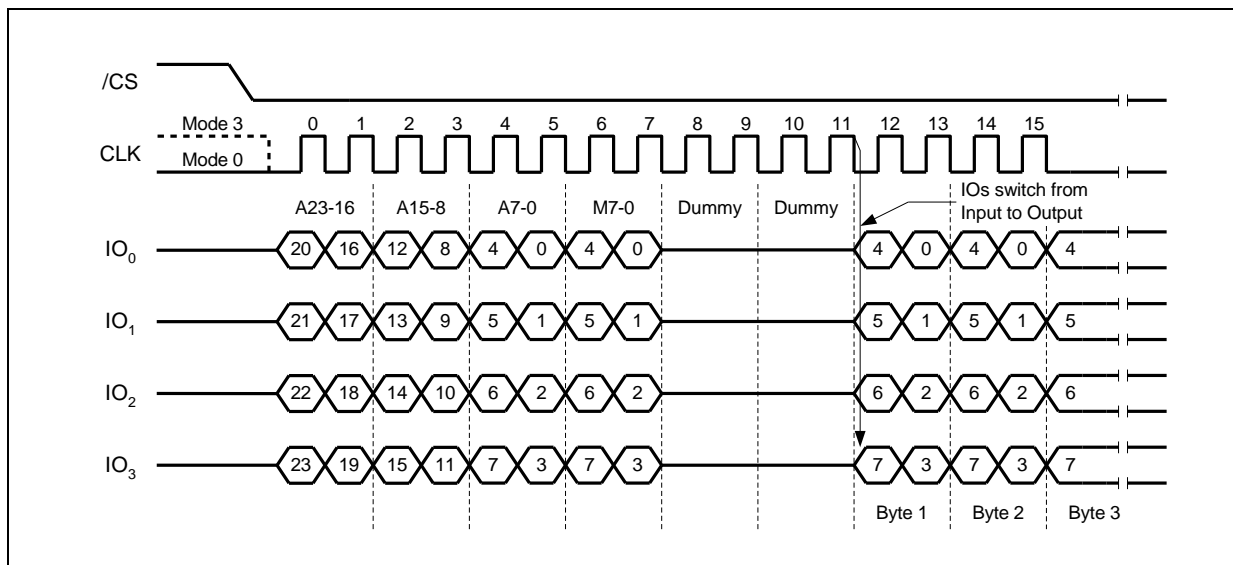 /CS
Mode 3
0 1 2 3 4 5 6 7 8 9 10 11 12 13 14 15
CLK
Mode 0
IOs switch from
Input to Output
A23-16 A15-8 A7-0 M7-0 Dummy Dummy
IO0 20 16 12 8 4 0 4 0 4 0 4 0 4
IO1 21 17 13 9 5 1 5 1 5 1 5 1 5
IO2 22 18 14 10 6 2 6 2 6 2 6 2 6
IO3 23 19 15 11 7 3 7 3 7 3 7 3 7
Byte 1 Byte 2 Byte 3